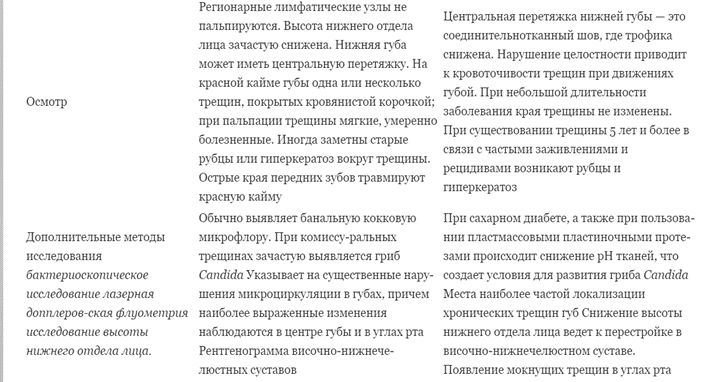 Осмотр
Регионарные лимфатические узлы не
пальпируются. Высота нижнего отдела
лица зачастую снижена. Нижняя губа
может иметь центральную перетяжку. На
красной кайме губы одна или несколько
трещин, покрытых кровянистой корочкой;
при пальпации трещины мягкие, умеренно
болезненные. Иногда заметны старые
рубцы или гиперкератоз вокруг трещины.
Острые края передних зубов травмируют
красную кайму
Центральная перетяжка нижней губы — это
соединительнотканный шов, где трофика
снижена. Нарушение целостности приводит
к кровоточивости трещин при движениях
губой. При небольшой длительности
заболевания края трещины не изменены.
При существовании трещины 5 лет и более в
связи с частыми заживлениями и
рецидивами возникают рубцы и
гиперкератоз
Дополнительные методы
исследования
бактериоскопическое
исследование лазерная
допплеров-ская флуометрия
исследование высоты
нижнего отдела лица.
Обычно выявляет банальную кокковую
микрофлору. При комиссу-ральных
трещинах зачастую выявляется гриб
Candida Указывает на существенные нару-
шения микроциркуляции в губах, причем
наиболее выраженные изменения
наблюдаются в центре губы и в углах рта
Рентгенограмма височно-нижнече-
люстных суставов
При сахарном диабете, а также при пользова-
нии пластмассовыми пластиночными проте-
зами происходит снижение pH тканей, что
создает условия для развития гриба Candida
Места наиболее частой локализации
хронических трещин губ Снижение высоты
нижнего отдела лица ведет к перестройке в
височно-нижнечелюстном суставе.
Появление мокнущих трещин в углах рта